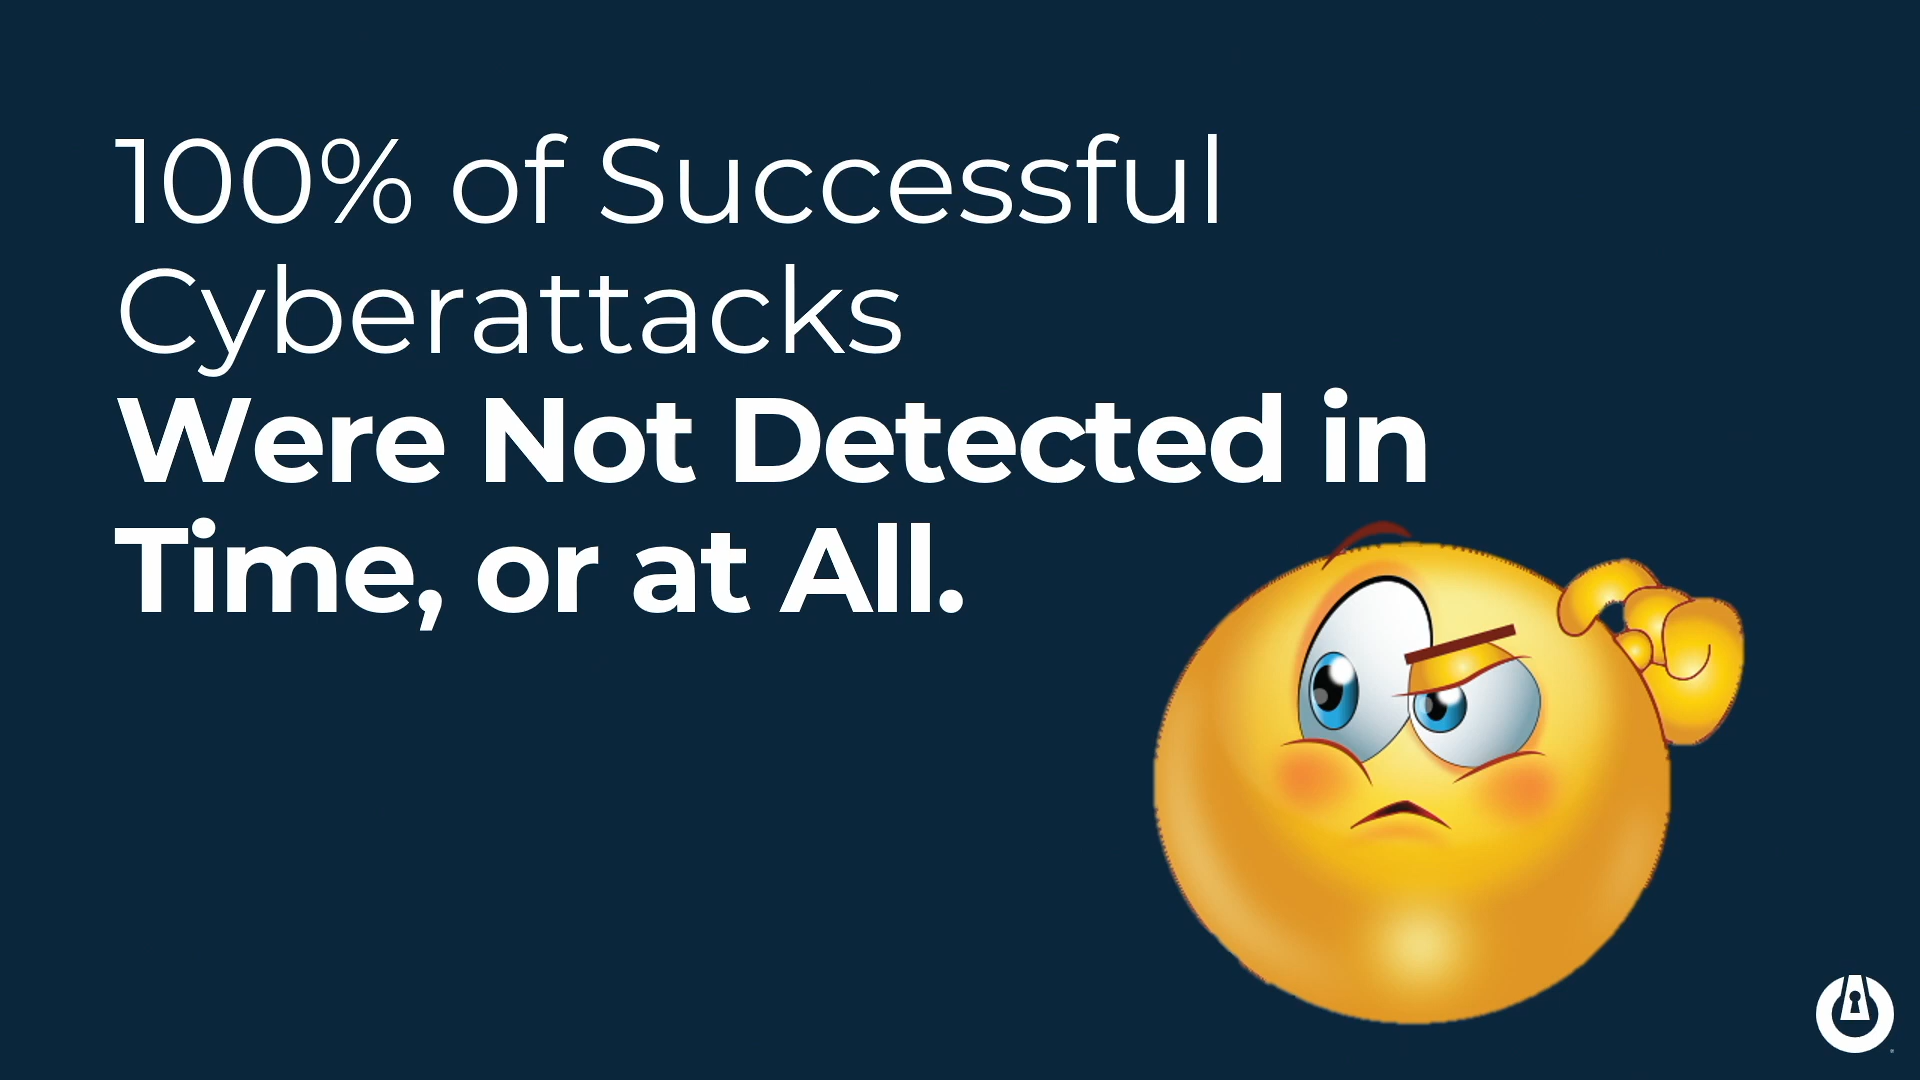 100% of Successful
Cyberattacks
Were Not Detected in
Time, or at All.